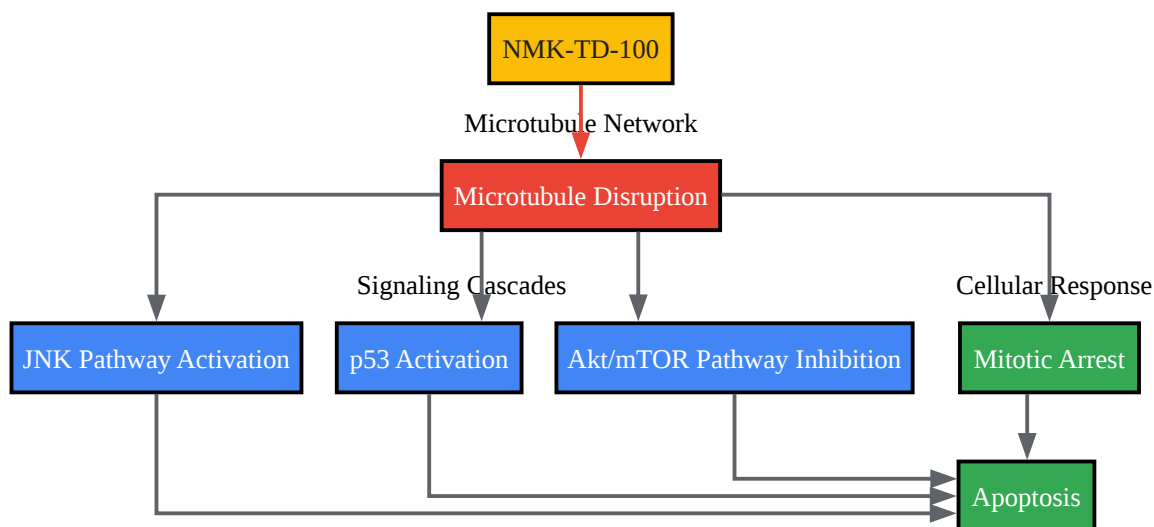 NMK-TD-100
Microtubule Network
Microtubule Disruption
Signaling Cascades
Cellular Response
JNK Pathway Activation
p53 Activation
Akt/mTOR Pathway Inhibition
Mitotic Arrest
Apoptosis